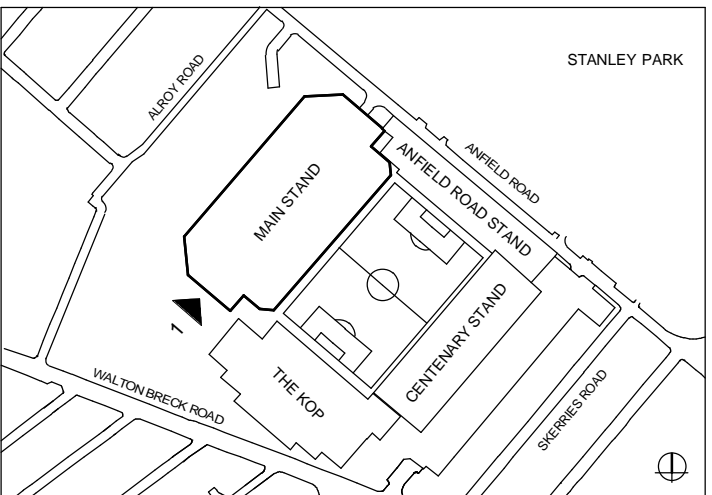 STANLEY PARK
ALROY ROAD
ANFIELD ROAD
MAIN STAND
ANFIELD ROAD STAND
CENTENARY STAND
1
THE KOP
WALTON BRECK ROAD
SKERRIES ROAD